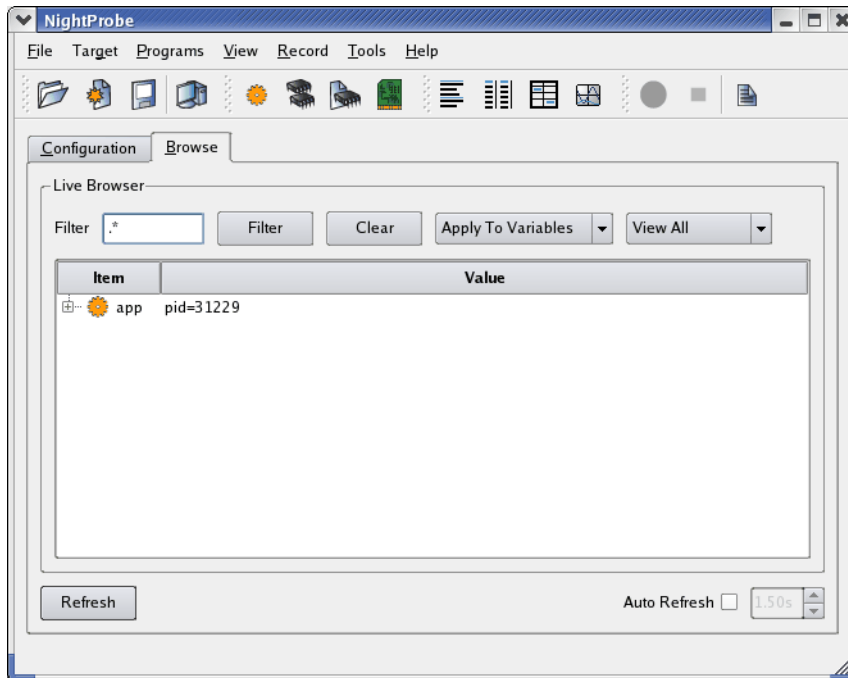 NightProbe
File Target Programs View Record Tools Help
Configuration Browse
Live Browser
Filter .* Filter Clear Apply To Variables View All
Item Value
app pid=31229
Refresh Auto Refresh 1.50s